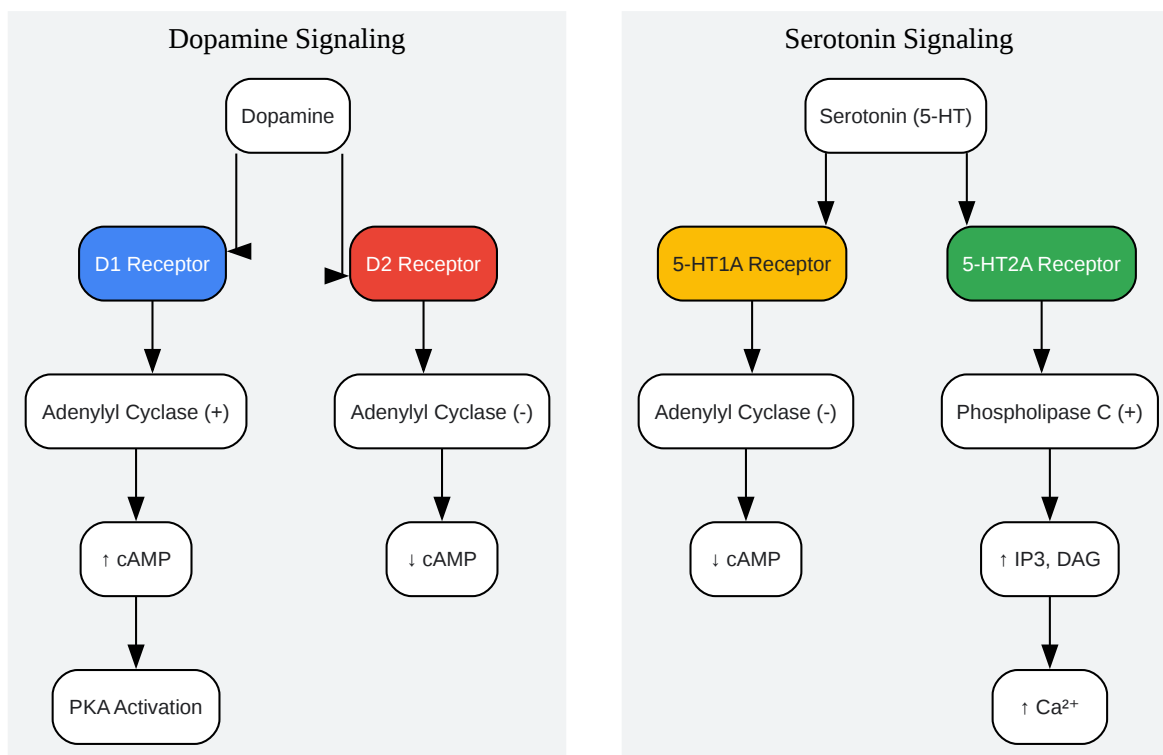 Dopamine Signaling
Dopamine
D1 Receptor
D2 Receptor
Adenylyl Cyclase (+)
Adenylyl Cyclase (-)
↑ cAMP
↓ cAMP
PKA Activation
Serotonin Signaling
Serotonin (5-HT)
5-HT1A Receptor
5-HT2A Receptor
Adenylyl Cyclase (-)
Phospholipase C (+)
↓ cAMP
↑ IP3, DAG
↑ Ca²⁺